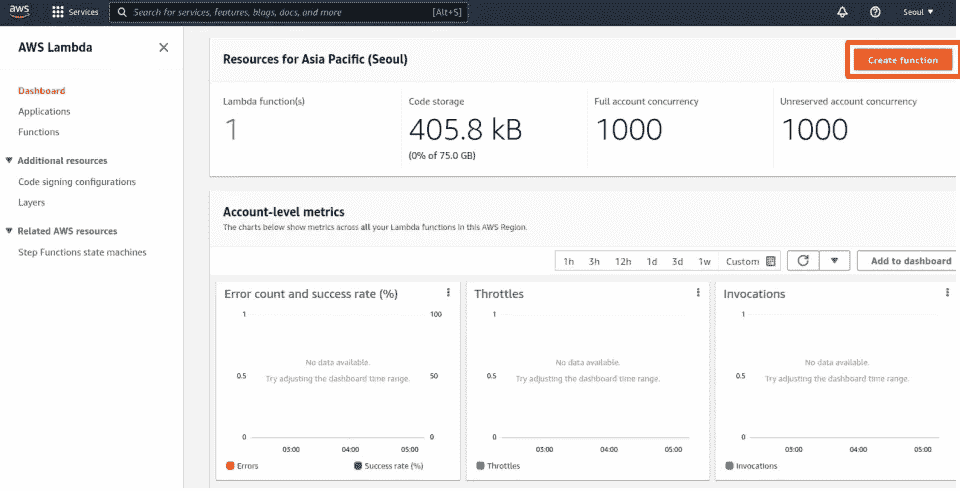 aws
Services
Search for services, features, blogs, docs, and more
[Alt+S]
Seoul
AWS Lambda
Dashboard
Applications
Functions
Additional resources
Code signing configurations
Layers
Related AWS resources
Step Functions state machines
Resources for Asia Pacific (Seoul)
Create function
Lambda function(s)
1
Code storage
405.8 kB
(0% of 75.0 GB)
Full account concurrency
1000
Unreserved account concurrency
1000
Account-level metrics
The charts below show metrics across all your Lambda functions in this AWS Region.
1h 3h 12h 1d 3d 1w Custom
Add to dashboard
Error count and success rate (%)
1
100
No data available.
Try adjusting the dashboard time range.
0.5
50
0
0
03:00 04:00 05:00
Errors
Success rate (%)
Throttles
1
No data available.
Try adjusting the dashboard time range.
0.5
0
03:00 04:00 05:00
Throttles
Invocations
1
No data available.
Try adjusting the dashboard time range.
0.5
0
03:00 04:00 05:00
Invocations